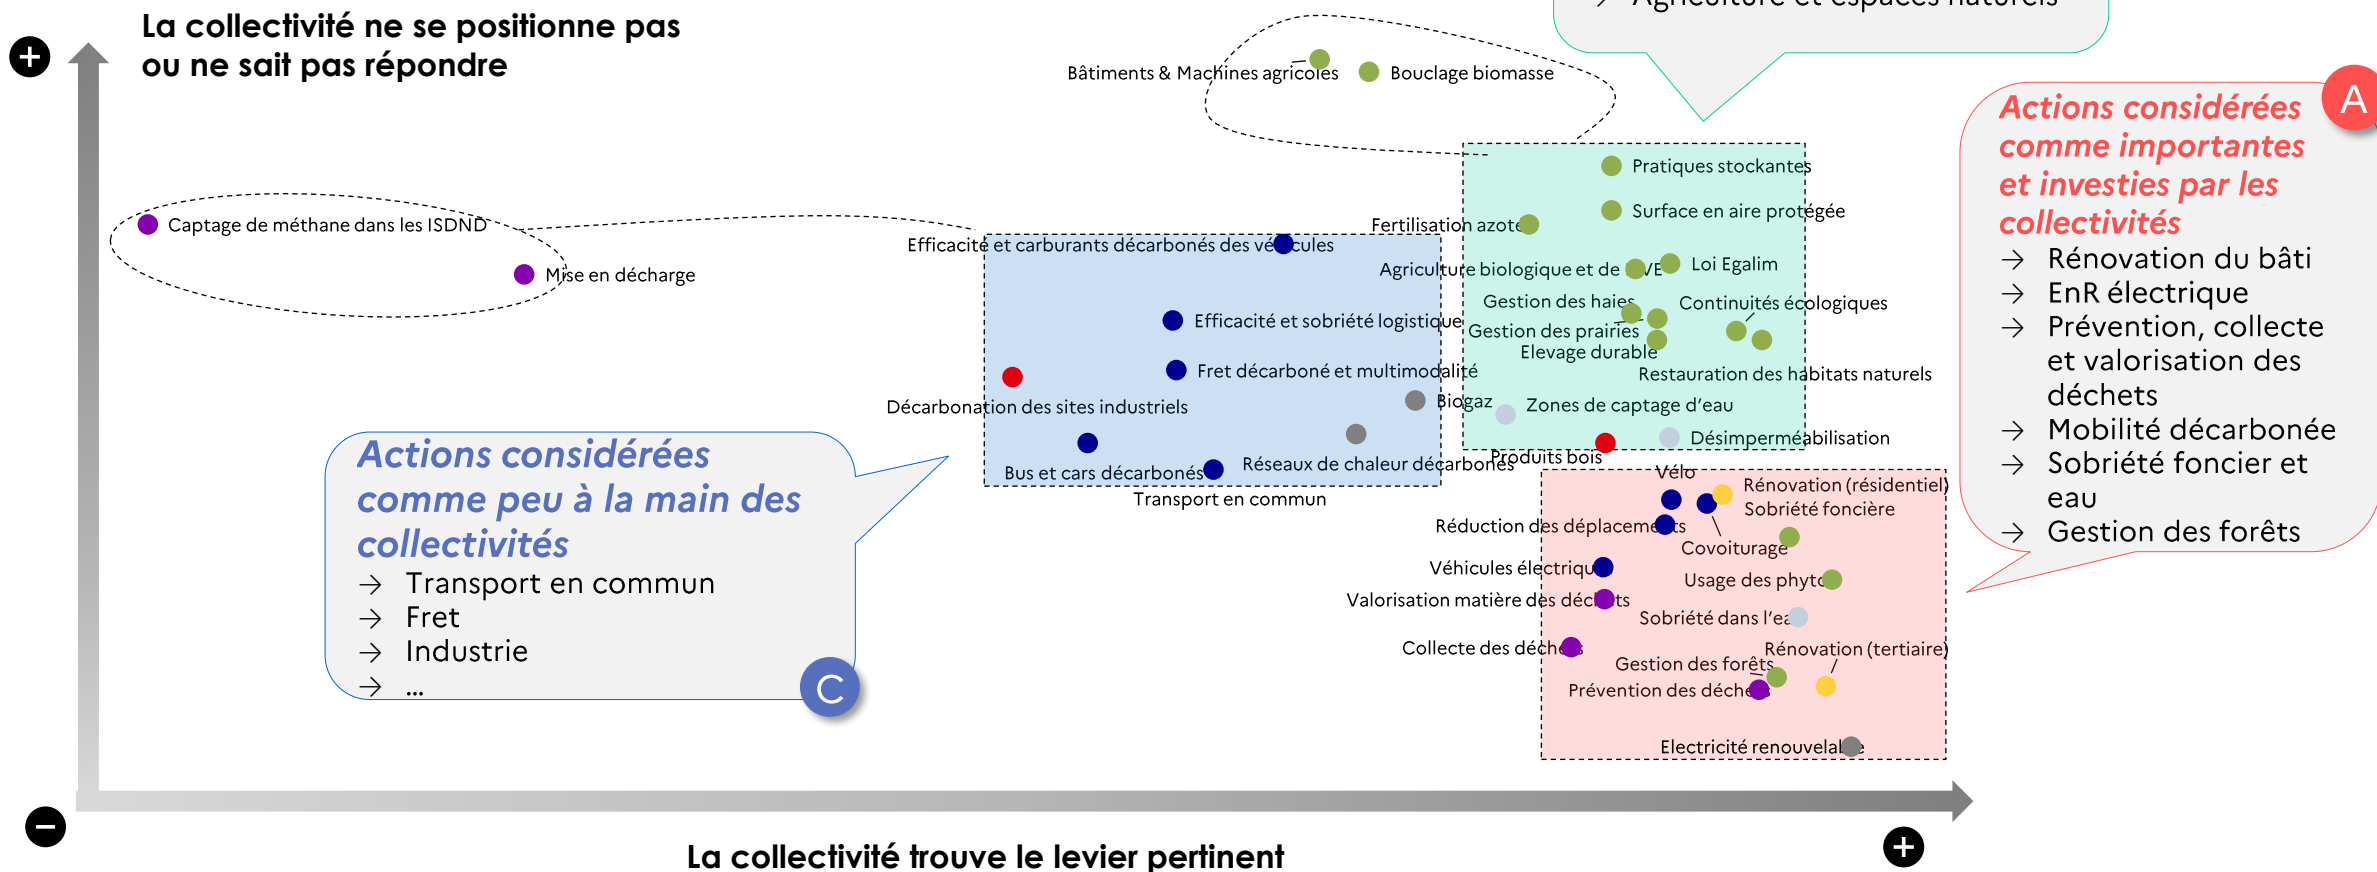 La collectivité ne se positionne pas
ou ne sait pas répondre
→ Agriculture et espaces naturels
Bâtiments & Machines agricoles
Bouclage biomasse
A
Actions considérées
comme importantes
et investies par les
collectivités
→ Rénovation du bâti
→ EnR électrique
→ Prévention, collecte
et valorisation des
déchets
→ Mobilité décarbonée
→ Sobriété foncier et
eau
→ Gestion des forêts
Pratiques stockantes
Surface en aire protégée
Captage de méthane dans les ISDND
Fertilisation azote
Efficacité et carburants décarbonés des véhicules
Agriculture biologique et de HVE
Loi Egalim
Mise en décharge
Gestion des haies
Continuités écologiques
Efficacité et sobriété logistique
Gestion des prairies
Elevage durable
Fret décarboné et multimodalité
Restauration des habitats naturels
Décarbonation des sites industriels
Biogaz
Zones de captage d'eau
Désimperméabilisation
Produits bois
Bus et cars décarbonés
Réseaux de chaleur décarbonés
Transport en commun
Actions considérées
comme peu à la main des
collectivités
→ Transport en commun
→ Fret
→ Industrie
→ ...
C
Vélo
Rénovation (résidentiel)
Sobriété foncière
Réduction des déplacements
Covoiturage
Véhicules électriques
Usage des phytos
Valorisation matière des déchets
Sobriété dans l'eau
Collecte des déchets
Rénovation (tertiaire)
Gestion des forêts
Prévention des déchets
Electricité renouvelable
La collectivité trouve le levier pertinent